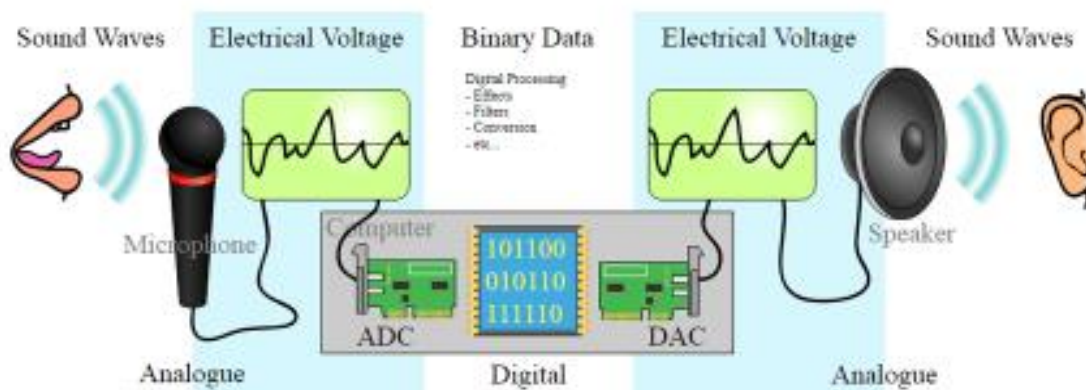 Sound Waves
Electrical Voltage
Binary Data
Electrical Voltage
Sound Waves
Digital Processing
- Effects
- Filters
- Conversion
- etc...
Microphone
Computer
Speaker
101100
010110
111110
ADC
DAC
Analogue
Digital
Analogue